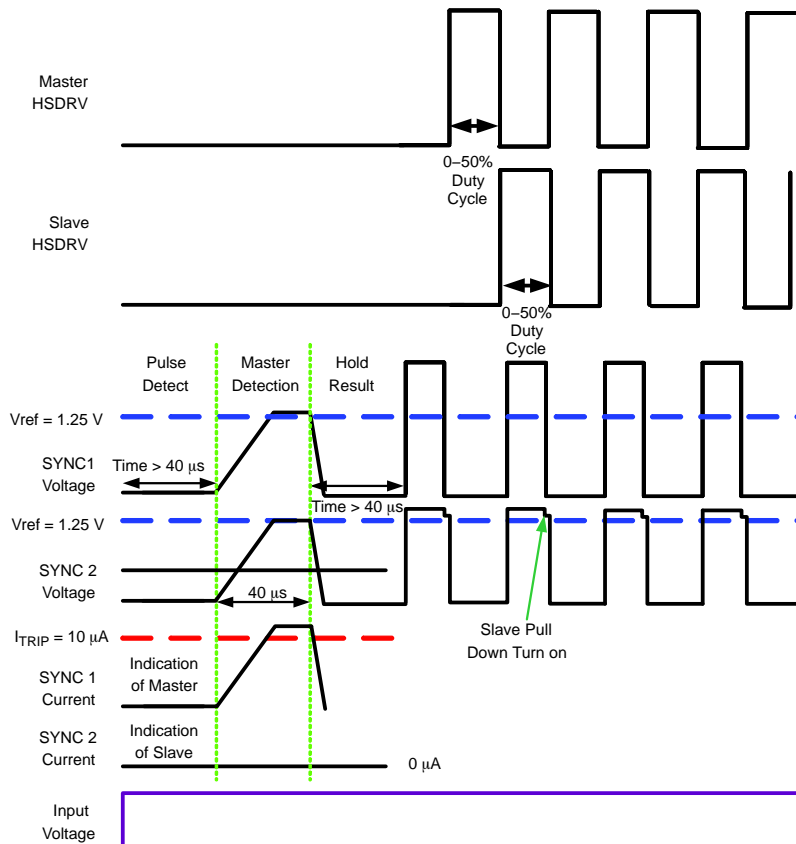 Master
HSDRV
0–50%
Duty
Cycle
Slave
HSDRV
0–50%
Duty
Cycle
Pulse
Detect
Master
Detection
Hold
Result
Vref = 1.25 V
SYNC1
Voltage
Time > 40 μs
Time > 40 μs
Vref = 1.25 V
SYNC 2
Voltage
40 μs
Slave Pull
Down Turn on
ITRIP = 10 μA
SYNC 1
Current
Indication
of Master
SYNC 2
Current
Indication
of Slave
0 μA
Input
Voltage